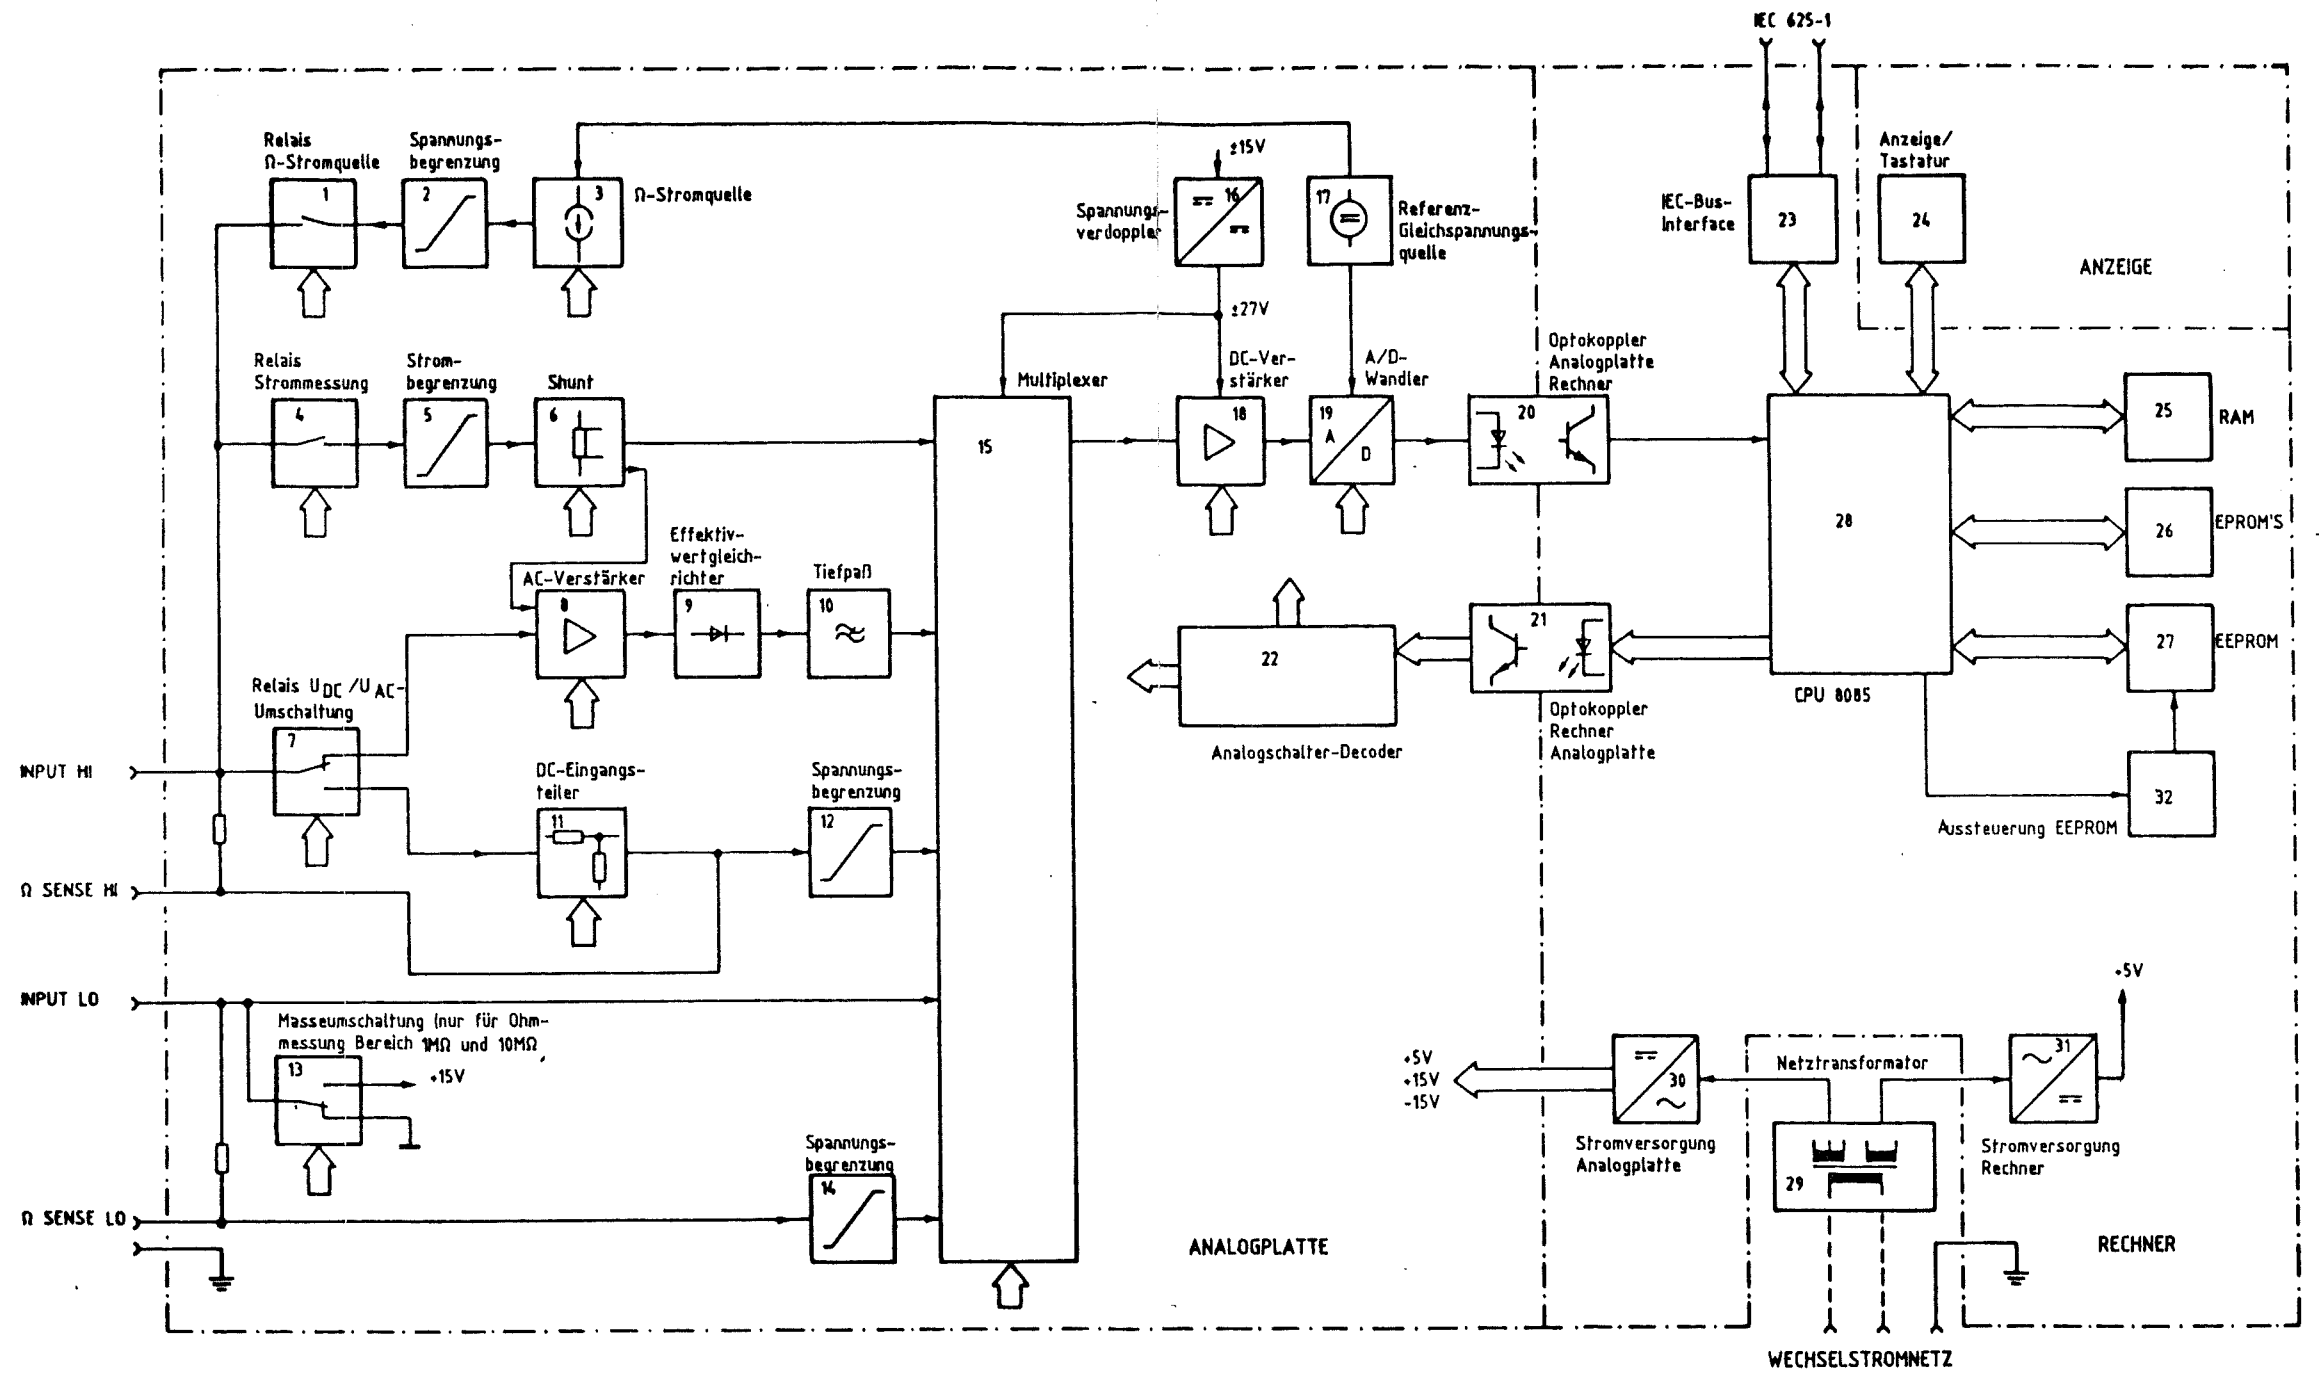 IEC 625-1
Relais
Ω-Stromquelle
1
Spannungs-
begrenzung
2
3
Ω-Stromquelle
±15V
Spannungs-
verdoppler
16
17
Referenz-
Gleichspannungs-
quelle
IEC-Bus-
Interface
23
Anzeige/
Tastatur
24
ANZEIGE
±27V
Relais
Strommessung
4
Strom-
begrenzung
5
Shunt
6
Multiplexer
15
DC-Ver-
stärker
18
A/D-
Wandler
19
A
D
Optokoppler
Analogplatte
Rechner
20
28
CPU 8085
25
RAM
26
EPROM'S
27
EEPROM
32
Aussteuerung EEPROM
AC-Verstärker
8
Effektiv-
wertgleich-
richter
9
Tiefpaß
10
22
Analogschalter-Decoder
21
Optokoppler
Rechner
Analogplatte
Relais UDC/UAC-
Umschaltung
7
INPUT HI
DC-Eingangs-
teiler
11
Spannungs-
begrenzung
12
Ω SENSE HI
INPUT LO
Masseumschaltung (nur für Ohm-
messung Bereich 1MΩ und 10MΩ
13
+15V
Spannungs-
begrenzung
14
Ω SENSE LO
ANALOGPLATTE
+5V
+15V
-15V
30
Stromversorgung
Analogplatte
Netztransformator
29
31
+5V
Stromversorgung
Rechner
RECHNER
WECHSELSTROMNETZ